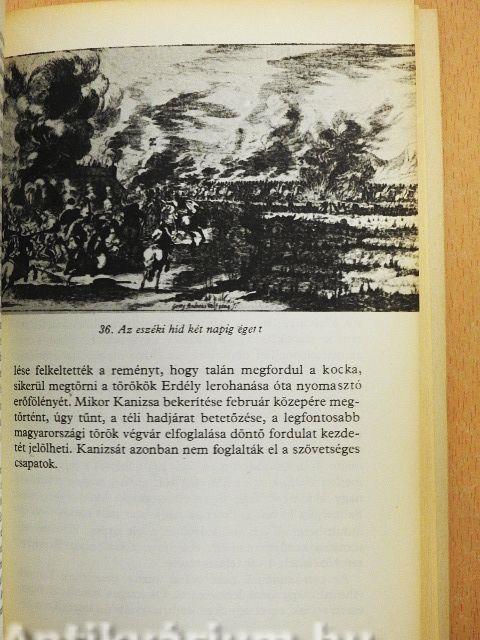 36. Az eszéki híd két napig égett
lése felkeltették a reményt, hogy talán megfordul a kocka,
sikerül megtörni a törökök Erdély lerohanása óta nyomasztó
erőfölényét. Mikor Kanizsa bekerítése február közepére meg-
történt, úgy tűnt, a téli hadjárat betetőzése, a legfontosabb
magyarországi török végvár elfoglalása döntő fordulat kezde-
tét jelölheti. Kanizsát azonban nem foglalták el a szövetséges
csapatok.
Antikvárium.hu